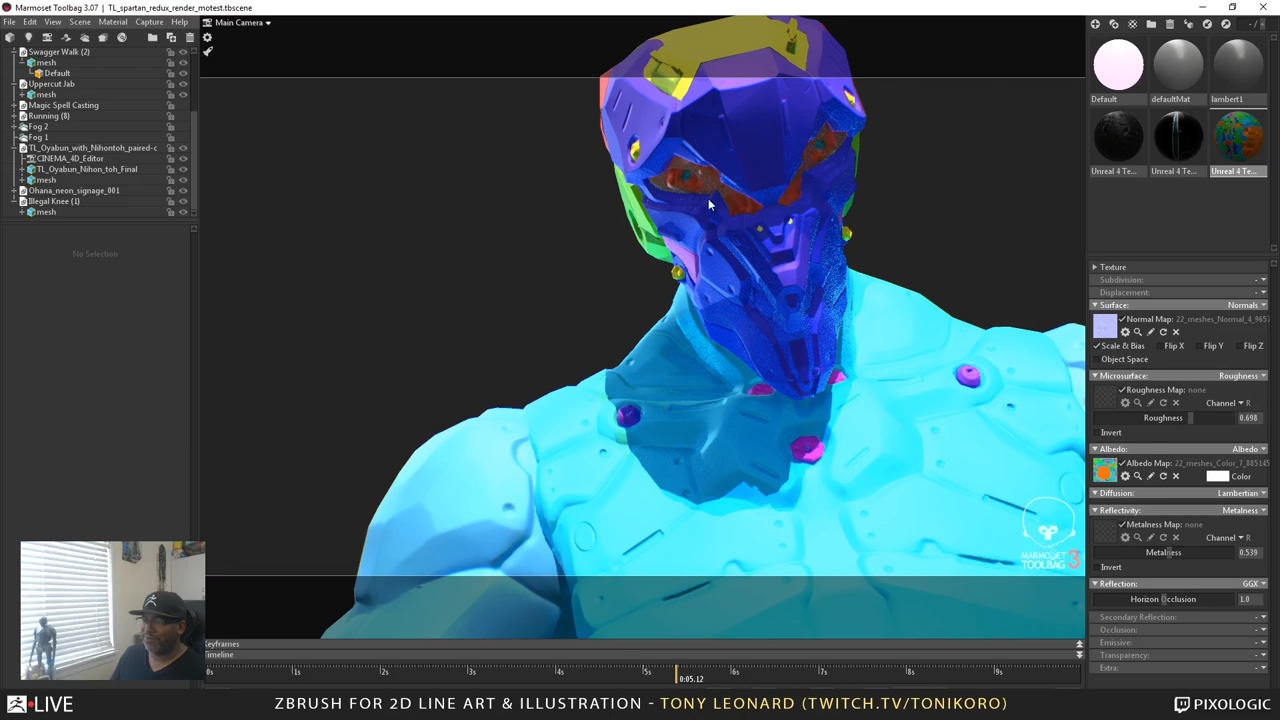 Marmoset Toolbag 3.07 | TL_spartan_redux_render_motest.tbscene
File Edit View Scene Material Capture Help
Main Camera
Swagger Walk (2)
mesh
Default
Uppercut Jab
mesh
Magic Spell Casting
Running (8)
Fog 2
Fog 1
TL_Oyabun_with_Nihontoh_paired-c
CINEMA_4D_Editor
TL_Oyabun_Nihon_toh_Final
mesh
Ohana_neon_signage_001
Illegal Knee (1)
mesh
No Selection
MARMOSET
TOOLBAG 3
Keyframes
Timeline
0s 1s 2s 3s 4s 5s 6s 7s 8s 9s
0:05.12
Default defaultMat lambert1
Unreal 4 Te... Unreal 4 Te... Unreal 4 Te...
Texture
Subdivision: -
Displacement: -
Surface: Normals
Normal Map: 22_meshes_Normal_4_9657
Scale & Bias Flip X Flip Y Flip Z
Object Space
Microsurface: Roughness
Roughness Map: none
Channel R
Roughness 0.698
Invert
Albedo: Albedo
Albedo Map: 22_meshes_Color_7_885145
Color
Diffusion: Lambertian
Reflectivity: Metalness
Metalness Map: none
Channel R
Metalness 0.539
Invert
Reflection: GGX
Horizon Occlusion 1.0
Secondary Reflection: -
Occlusion: -
Emissive: -
Transparency: -
Extra: -
LIVE
ZBRUSH FOR 2D LINE ART & ILLUSTRATION - TONY LEONARD (TWITCH.TV/TONIKORO)
PIXOLOGIC